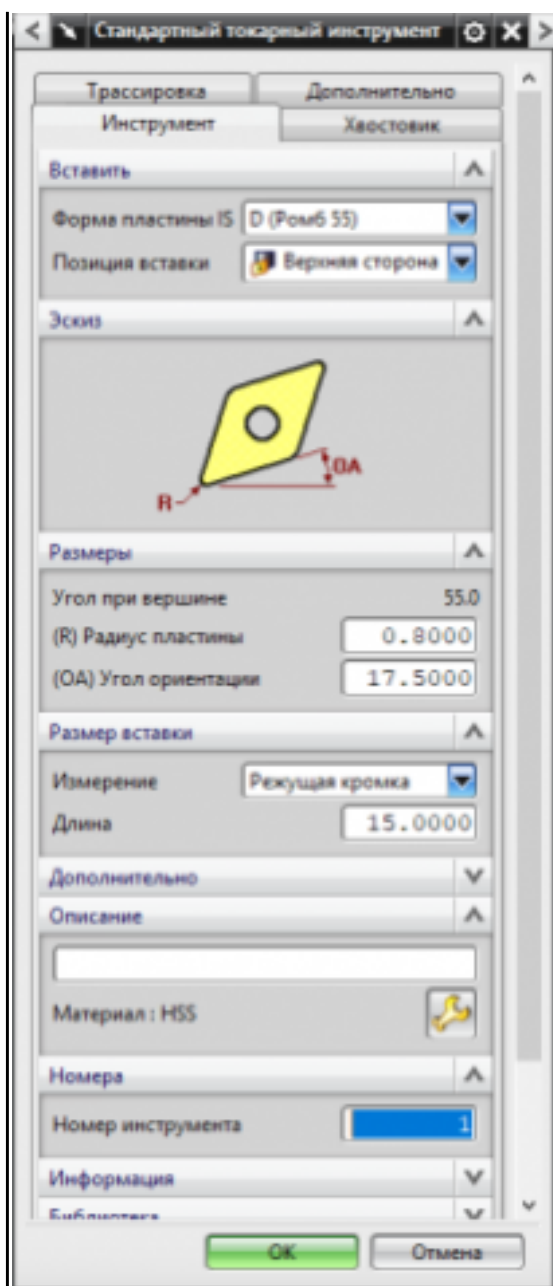 Стандартный токарный инструмент
Трассировка Дополнительно
Инструмент Хвостовик
Вставить
Форма пластины IS D (Ромб 55)
Позиция вставки Верхняя сторона
Эскиз
OA
R
Размеры
Угол при вершине 55.0
(R) Радиус пластины 0.8000
(OA) Угол ориентации 17.5000
Размер вставки
Измерение Режущая кромка
Длина 15.0000
Дополнительно
Описание
Материал : HSS
Номера
Номер инструмента 1
Информация
Библиотека
OK Отмена